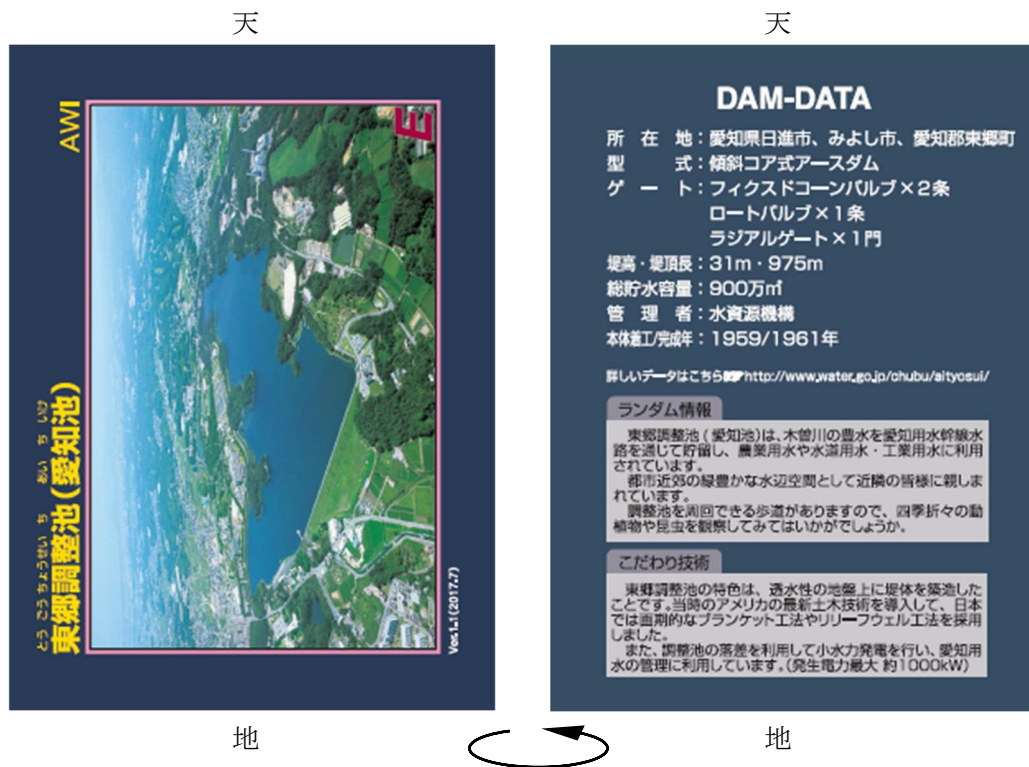 天
天
AWI
E
とう ごう ちょうせい ち あい ち いけ
東郷調整池(愛知池)
Ver.1.1(2017.7)
DAM-DATA
所在地：愛知県日進市、みよし市、愛知郡東郷町
型式：傾斜コア式アースダム
ゲート：フィクスドコーンバルブ×2条
ロートバルブ×1条
ラジアルゲート×1門
堤高・堤頂長：31m・975m
総貯水容量：900万㎥
管理者：水資源機構
本体着工/完成年：1959/1961年
詳しいデータはこちら☞http://www.water.go.jp/chubu/aityosui/
ランダム情報
東郷調整池(愛知池)は、木曽川の豊水を愛知用水幹線水
路を通じて貯留し、農業用水や水道用水・工業用水に利用
されています。
都市近郊の緑豊かな水辺空間として近隣の皆様に親しま
れています。
調整池を周回できる歩道がありますので、四季折々の動
植物や昆虫を観察してみてはいかがでしょうか。
こだわり技術
東郷調整池の特色は、透水性の地盤上に堤体を築造した
ことです。当時のアメリカの最新土木技術を導入して、日本
では画期的なブランケット工法やリリーフウェル工法を採用
しました。
また、調整池の落差を利用して小水力発電を行い、愛知用
水の管理に利用しています。(発生電力最大 約1000kW)
地
地